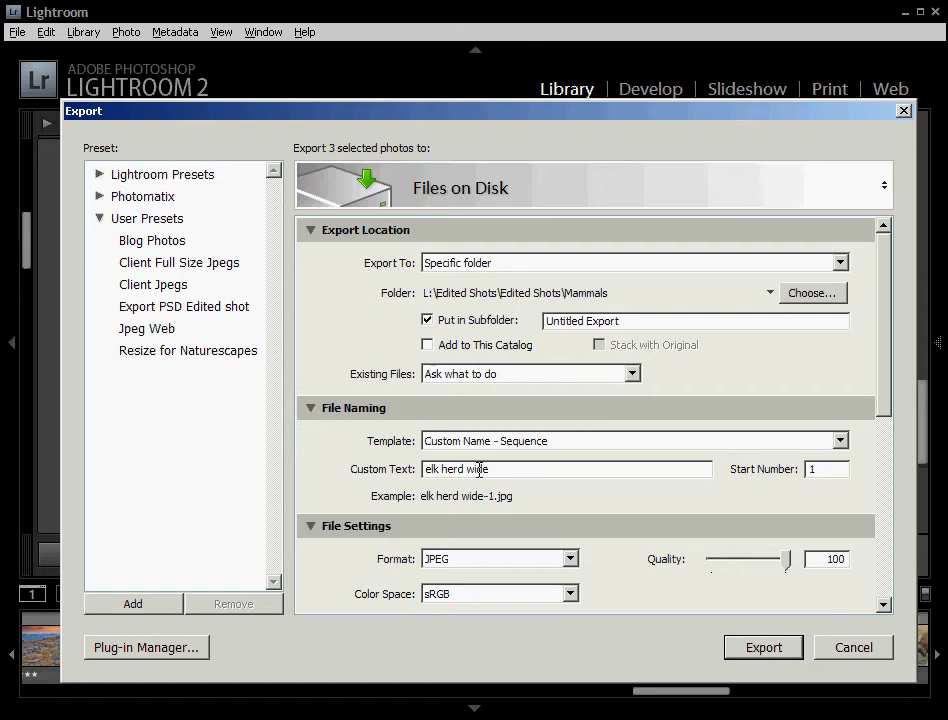 Lr Lightroom
File Edit Library Photo Metadata View Window Help
Lr ADOBE PHOTOSHOP
LIGHTROOM 2
Library | Develop | Slideshow | Print | Web
Export
Preset:
Lightroom Presets
Photomatix
User Presets
Blog Photos
Client Full Size Jpegs
Client Jpegs
Export PSD Edited shot
Jpeg Web
Resize for Naturescapes
Add
Remove
Export 3 selected photos to:
Files on Disk
Export Location
Export To: Specific folder
Folder: L:\Edited Shots\Edited Shots\Mammals Choose...
Put in Subfolder: Untitled Export
Add to This Catalog Stack with Original
Existing Files: Ask what to do
File Naming
Template: Custom Name - Sequence
Custom Text: elk herd wide Start Number: 1
Example: elk herd wide-1.jpg
File Settings
Format: JPEG Quality: 100
Color Space: sRGB
Plug-in Manager... Export Cancel
1
★★